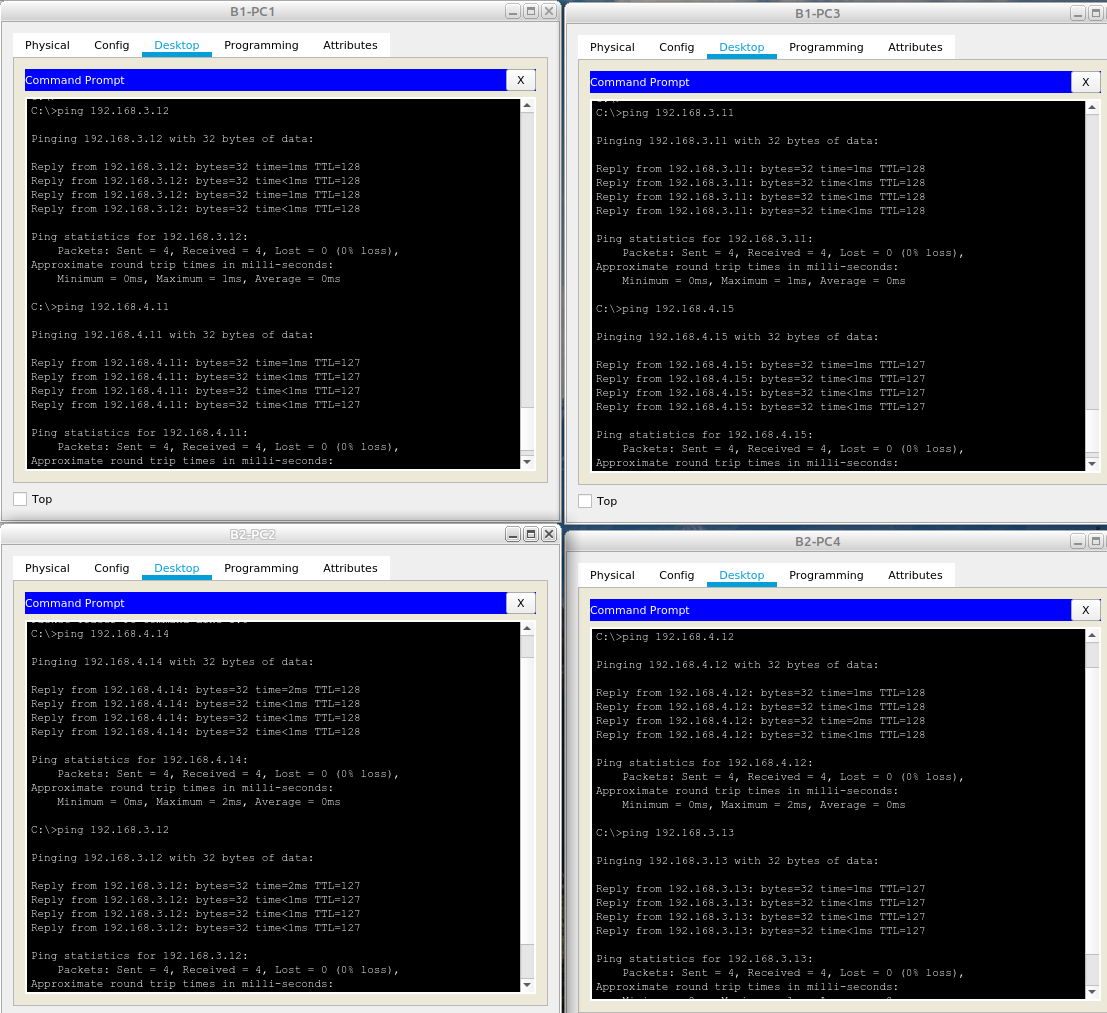 B1-PC1
Physical Config Desktop Programming Attributes
Command Prompt
X
C:\>ping 192.168.3.12
Pinging 192.168.3.12 with 32 bytes of data:
Reply from 192.168.3.12: bytes=32 time=1ms TTL=128
Reply from 192.168.3.12: bytes=32 time<1ms TTL=128
Reply from 192.168.3.12: bytes=32 time=1ms TTL=128
Reply from 192.168.3.12: bytes=32 time<1ms TTL=128
Ping statistics for 192.168.3.12:
Packets: Sent = 4, Received = 4, Lost = 0 (0% loss),
Approximate round trip times in milli-seconds:
Minimum = 0ms, Maximum = 1ms, Average = 0ms
C:\>ping 192.168.4.11
Pinging 192.168.4.11 with 32 bytes of data:
Reply from 192.168.4.11: bytes=32 time=1ms TTL=127
Reply from 192.168.4.11: bytes=32 time<1ms TTL=127
Reply from 192.168.4.11: bytes=32 time<1ms TTL=127
Reply from 192.168.4.11: bytes=32 time<1ms TTL=127
Ping statistics for 192.168.4.11:
Packets: Sent = 4, Received = 4, Lost = 0 (0% loss),
Approximate round trip times in milli-seconds:
Top
B1-PC3
Physical Config Desktop Programming Attributes
Command Prompt
X
C:\>ping 192.168.3.11
Pinging 192.168.3.11 with 32 bytes of data:
Reply from 192.168.3.11: bytes=32 time=1ms TTL=128
Reply from 192.168.3.11: bytes=32 time<1ms TTL=128
Reply from 192.168.3.11: bytes=32 time<1ms TTL=128
Reply from 192.168.3.11: bytes=32 time<1ms TTL=128
Ping statistics for 192.168.3.11:
Packets: Sent = 4, Received = 4, Lost = 0 (0% loss),
Approximate round trip times in milli-seconds:
Minimum = 0ms, Maximum = 1ms, Average = 0ms
C:\>ping 192.168.4.15
Pinging 192.168.4.15 with 32 bytes of data:
Reply from 192.168.4.15: bytes=32 time=1ms TTL=127
Reply from 192.168.4.15: bytes=32 time<1ms TTL=127
Reply from 192.168.4.15: bytes=32 time=1ms TTL=127
Reply from 192.168.4.15: bytes=32 time<1ms TTL=127
Ping statistics for 192.168.4.15:
Packets: Sent = 4, Received = 4, Lost = 0 (0% loss),
Approximate round trip times in milli-seconds:
Top
B2-PC2
Physical Config Desktop Programming Attributes
Command Prompt
X
C:\>ping 192.168.4.14
Pinging 192.168.4.14 with 32 bytes of data:
Reply from 192.168.4.14: bytes=32 time=2ms TTL=128
Reply from 192.168.4.14: bytes=32 time<1ms TTL=128
Reply from 192.168.4.14: bytes=32 time<1ms TTL=128
Reply from 192.168.4.14: bytes=32 time<1ms TTL=128
Ping statistics for 192.168.4.14:
Packets: Sent = 4, Received = 4, Lost = 0 (0% loss),
Approximate round trip times in milli-seconds:
Minimum = 0ms, Maximum = 2ms, Average = 0ms
C:\>ping 192.168.3.12
Pinging 192.168.3.12 with 32 bytes of data:
Reply from 192.168.3.12: bytes=32 time=2ms TTL=127
Reply from 192.168.3.12: bytes=32 time<1ms TTL=127
Reply from 192.168.3.12: bytes=32 time<1ms TTL=127
Reply from 192.168.3.12: bytes=32 time<1ms TTL=127
Ping statistics for 192.168.3.12:
Packets: Sent = 4, Received = 4, Lost = 0 (0% loss),
Approximate round trip times in milli-seconds:
B2-PC4
Physical Config Desktop Programming Attributes
Command Prompt
X
C:\>ping 192.168.4.12
Pinging 192.168.4.12 with 32 bytes of data:
Reply from 192.168.4.12: bytes=32 time=1ms TTL=128
Reply from 192.168.4.12: bytes=32 time<1ms TTL=128
Reply from 192.168.4.12: bytes=32 time=2ms TTL=128
Reply from 192.168.4.12: bytes=32 time<1ms TTL=128
Ping statistics for 192.168.4.12:
Packets: Sent = 4, Received = 4, Lost = 0 (0% loss),
Approximate round trip times in milli-seconds:
Minimum = 0ms, Maximum = 2ms, Average = 0ms
C:\>ping 192.168.3.13
Pinging 192.168.3.13 with 32 bytes of data:
Reply from 192.168.3.13: bytes=32 time=1ms TTL=127
Reply from 192.168.3.13: bytes=32 time<1ms TTL=127
Reply from 192.168.3.13: bytes=32 time<1ms TTL=127
Reply from 192.168.3.13: bytes=32 time<1ms TTL=127
Ping statistics for 192.168.3.13:
Packets: Sent = 4, Received = 4, Lost = 0 (0% loss),
Approximate round trip times in milli-seconds: